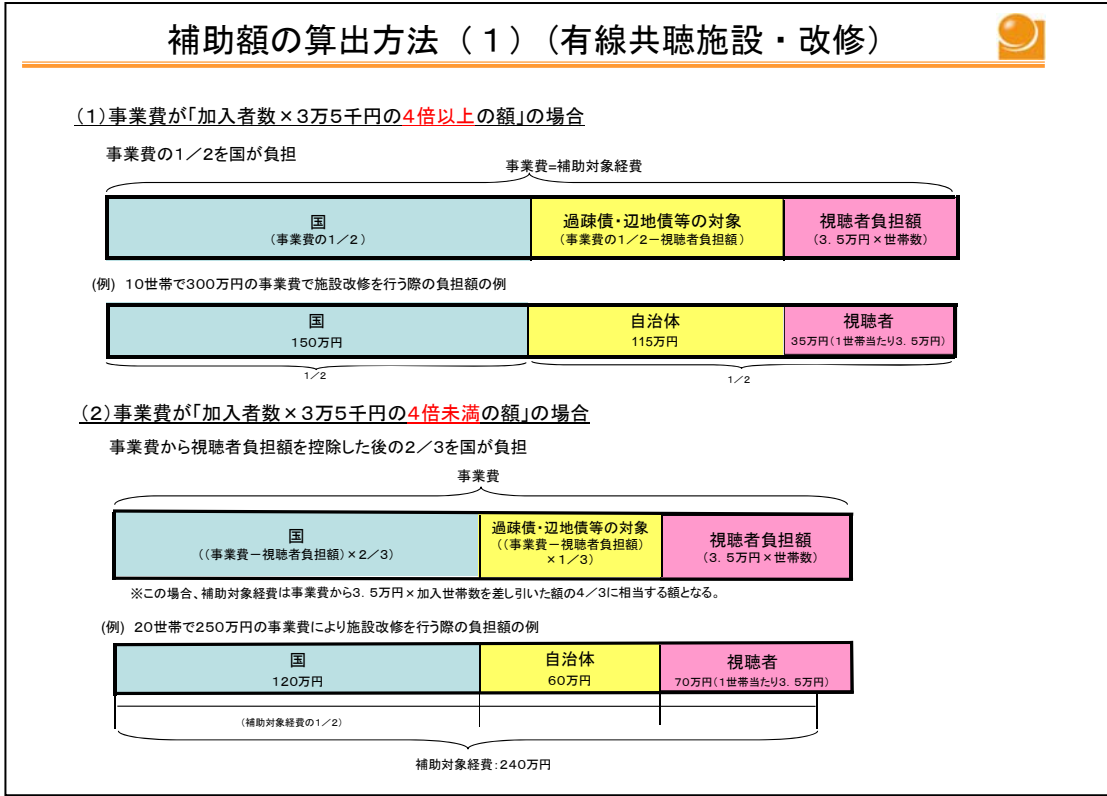 補助額の算出方法(1)(有線共聴施設・改修)
(1)事業費が「加入者数×3万5千円の4倍以上の額」の場合
事業費の1/2を国が負担
事業費=補助対象経費
国
(事業費の1/2)
過疎債・辺地債等の対象
(事業費の1/2-視聴者負担額)
視聴者負担額
(3.5万円×世帯数)
(例) 10世帯で300万円の事業費で施設改修を行う際の負担額の例
国
150万円
自治体
115万円
視聴者
35万円(1世帯当たり3.5万円)
1/2
1/2
(2)事業費が「加入者数×3万5千円の4倍未満の額」の場合
事業費から視聴者負担額を控除した後の2/3を国が負担
事業費
国
((事業費-視聴者負担額)×2/3)
過疎債・辺地債等の対象
((事業費-視聴者負担額)
×1/3)
視聴者負担額
(3.5万円×世帯数)
※この場合、補助対象経費は事業費から3.5万円×加入世帯数を差し引いた額の4/3に相当する額となる。
(例) 20世帯で250万円の事業費により施設改修を行う際の負担額の例
国
120万円
自治体
60万円
視聴者
70万円(1世帯当たり3.5万円)
(補助対象経費の1/2)
補助対象経費:240万円